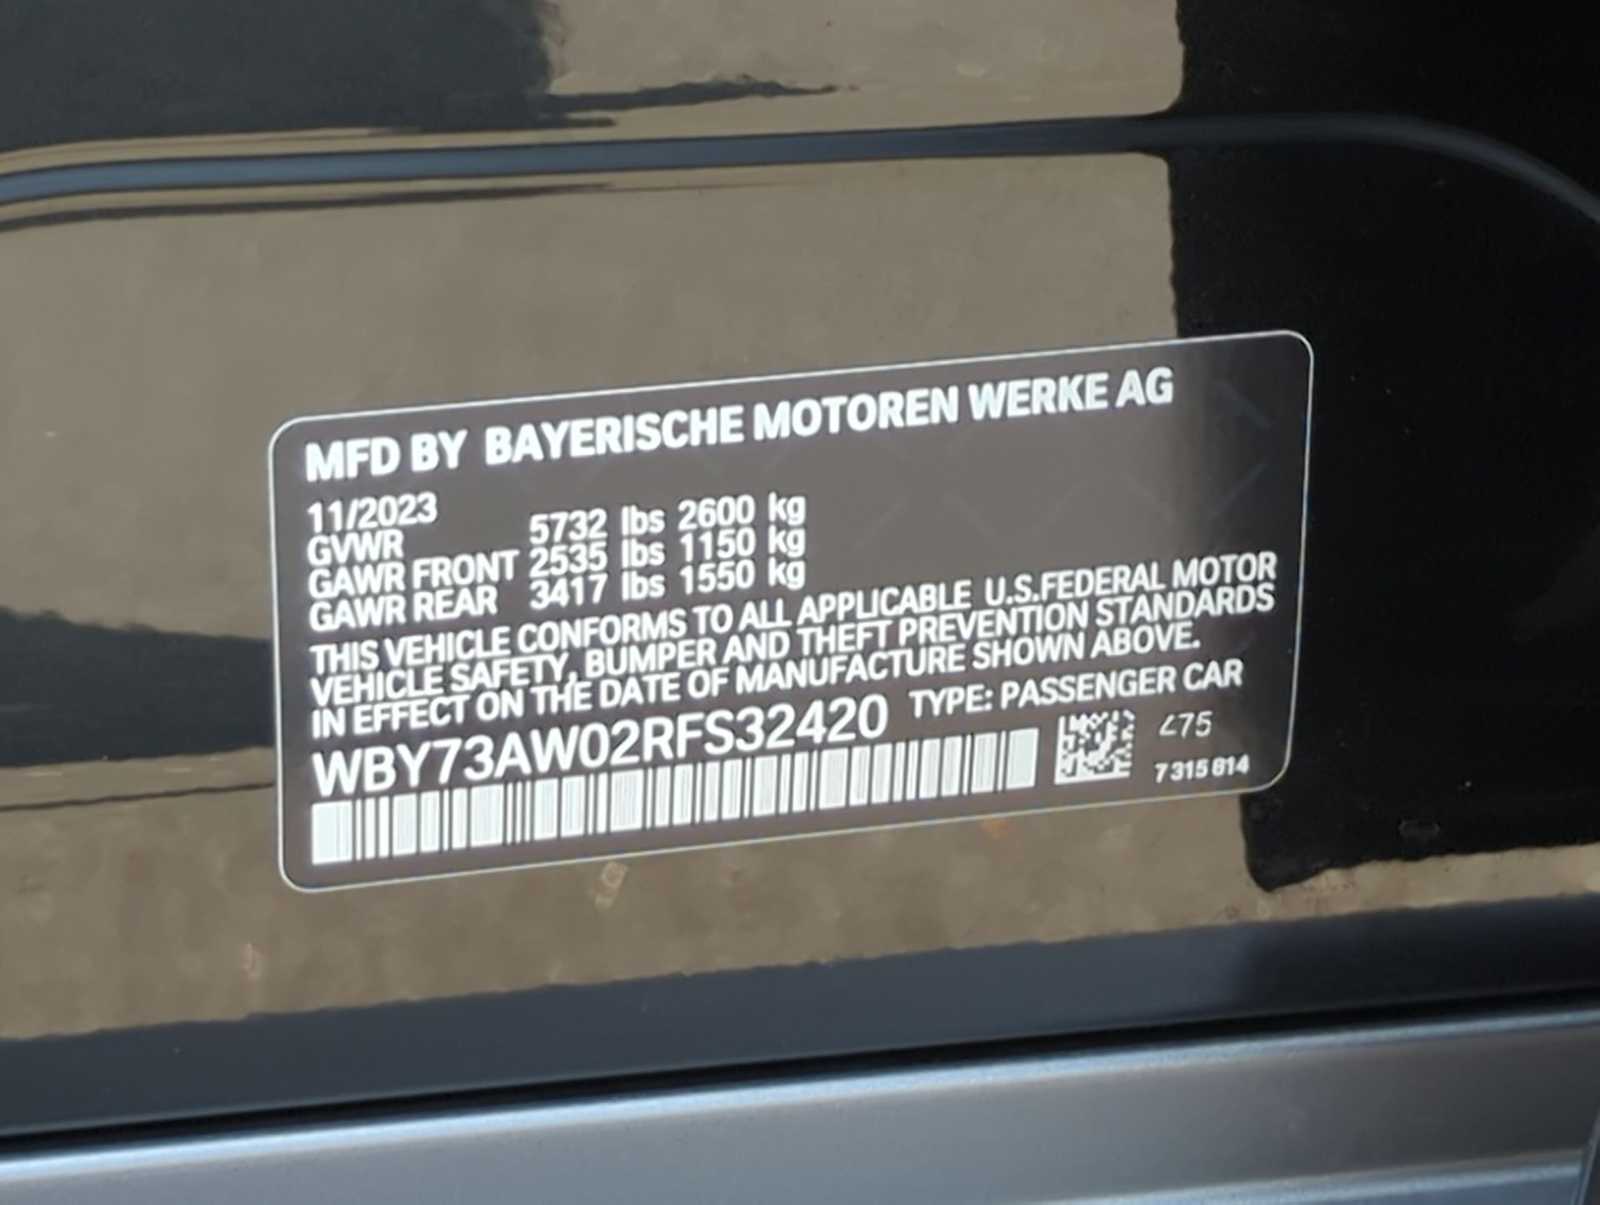 MFD BY BAYERISCHE MOTOREN WERKE AG
11/2023
GVWR 5732 lbs 2600 kg
GAWR FRONT 2535 lbs 1150 kg
GAWR REAR 3417 lbs 1550 kg
THIS VEHICLE CONFORMS TO ALL APPLICABLE U.S.FEDERAL MOTOR
VEHICLE SAFETY, BUMPER AND THEFT PREVENTION STANDARDS
IN EFFECT ON THE DATE OF MANUFACTURE SHOWN ABOVE.
WBY73AW02RFS32420 TYPE: PASSENGER CAR
475
7 315 814